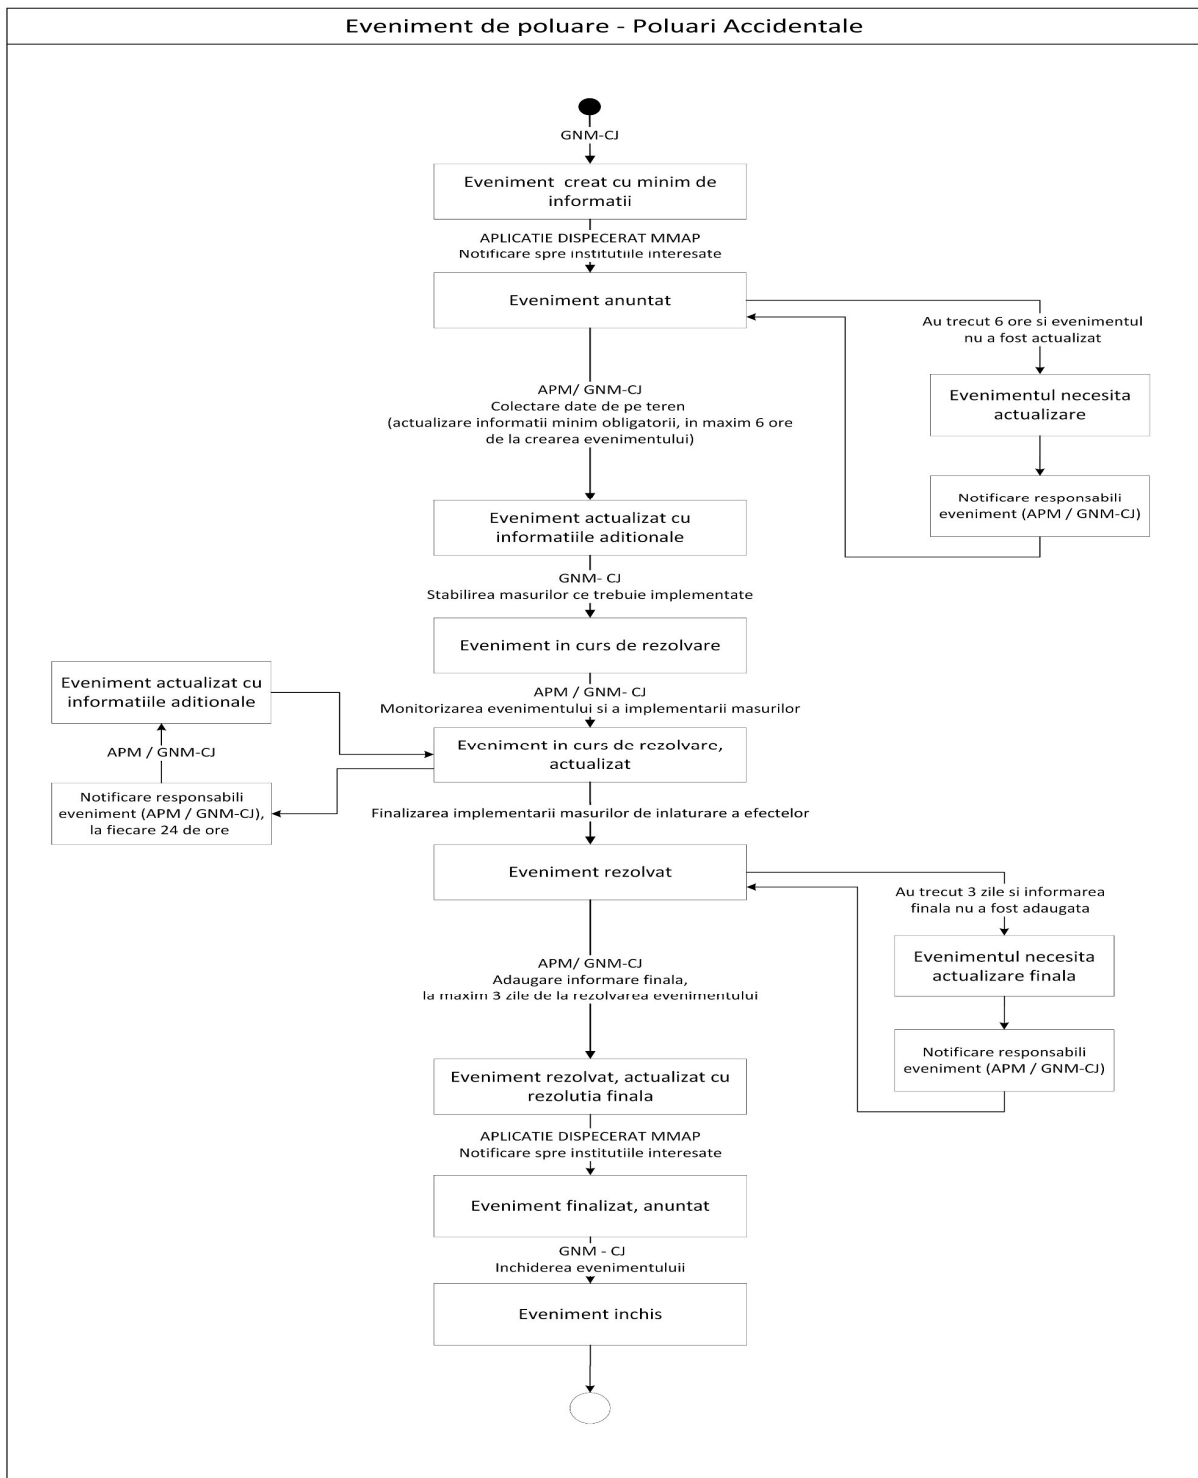 Eveniment de poluare - Poluari Accidentale
GNM-CJ
Eveniment creat cu minim de
informatii
APLICATIE DISPECERAT MMAP
Notificare spre institutiile interesate
Eveniment anuntat
Au trecut 6 ore si evenimentul
nu a fost actualizat
Evenimentul necesita
actualizare
Notificare responsabili
eveniment (APM / GNM-CJ)
APM/ GNM-CJ
Colectare date de pe teren
(actualizare informatii minim obligatorii, in maxim 6 ore
de la crearea evenimentului)
Eveniment actualizat cu
informatiile aditionale
GNM- CJ
Stabilirea masurilor ce trebuie implementate
Eveniment in curs de rezolvare
APM / GNM- CJ
Monitorizarea evenimentului si a implementarii masurilor
Eveniment in curs de rezolvare,
actualizat
Eveniment actualizat cu
informatiile aditionale
APM / GNM-CJ
Notificare responsabili
eveniment (APM / GNM-CJ),
la fiecare 24 de ore
Finalizarea implementarii masurilor de inlaturare a efectelor
Eveniment rezolvat
Au trecut 3 zile si informarea
finala nu a fost adaugata
Evenimentul necesita
actualizare finala
Notificare responsabili
eveniment (APM / GNM-CJ)
APM/ GNM-CJ
Adaugare informare finala,
la maxim 3 zile de la rezolvarea evenimentului
Eveniment rezolvat, actualizat cu
rezolutia finala
APLICATIE DISPECERAT MMAP
Notificare spre institutiile interesate
Eveniment finalizat, anuntat
GNM - CJ
Inchiderea evenimentuluii
Eveniment inchis